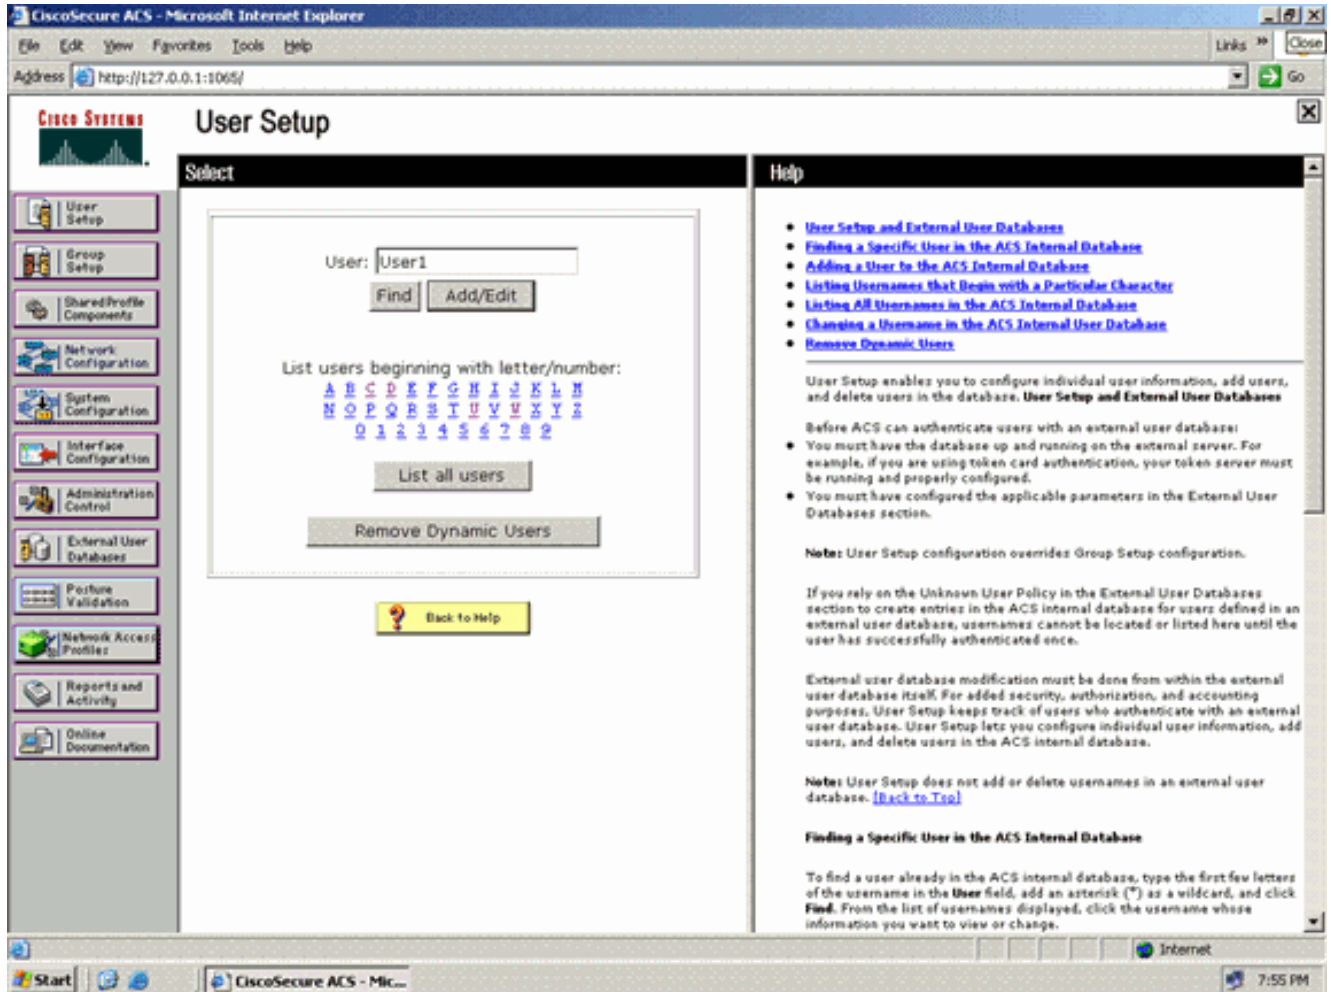 CiscoSecure ACS - Microsoft Internet Explorer
File Edit View Favorites Tools Help
Links »
Close
Address http://127.0.0.1:1065/
Go
CISCO SYSTEMS
User Setup
User Setup
Group Setup
Shared Profile Components
Network Configuration
System Configuration
Interface Configuration
Administration Control
External User Databases
Posture Validation
Network Access Profiles
Reports and Activity
Online Documentation
Select
User: User1
Find Add/Edit
List users beginning with letter/number:
A B C D E F G H I J K L M
N O P Q R S T U V W X Y Z
0 1 2 3 4 5 6 7 8 9
List all users
Remove Dynamic Users
? Back to Help
Help
User Setup and External User Databases
Finding a Specific User in the ACS Internal Database
Adding a User to the ACS Internal Database
Listing Usernames that Begin with a Particular Character
Listing All Usernames in the ACS Internal Database
Changing a Username in the ACS Internal User Database
Remove Dynamic Users
User Setup enables you to configure individual user information, add users,
and delete users in the database. User Setup and External User Databases
Before ACS can authenticate users with an external user database:
You must have the database up and running on the external server. For
example, if you are using token card authentication, your token server must
be running and properly configured.
You must have configured the applicable parameters in the External User
Databases section.
Note: User Setup configuration overrides Group Setup configuration.
If you rely on the Unknown User Policy in the External User Databases
section to create entries in the ACS internal database for users defined in an
external user database, usernames cannot be located or listed here until the
user has successfully authenticated once.
External user database modification must be done from within the external
user database itself. For added security, authorization, and accounting
purposes, User Setup keeps track of users who authenticate with an external
user database. User Setup lets you configure individual user information, add
users, and delete users in the ACS internal database.
Note: User Setup does not add or delete usernames in an external user
database. [Back to Top]
Finding a Specific User in the ACS Internal Database
To find a user already in the ACS internal database, type the first few letters
of the username in the User field, add an asterisk (*) as a wildcard, and click
Find. From the list of usernames displayed, click the username whose
information you want to view or change.
Internet
Start
CiscoSecure ACS - Mic...
7:55 PM